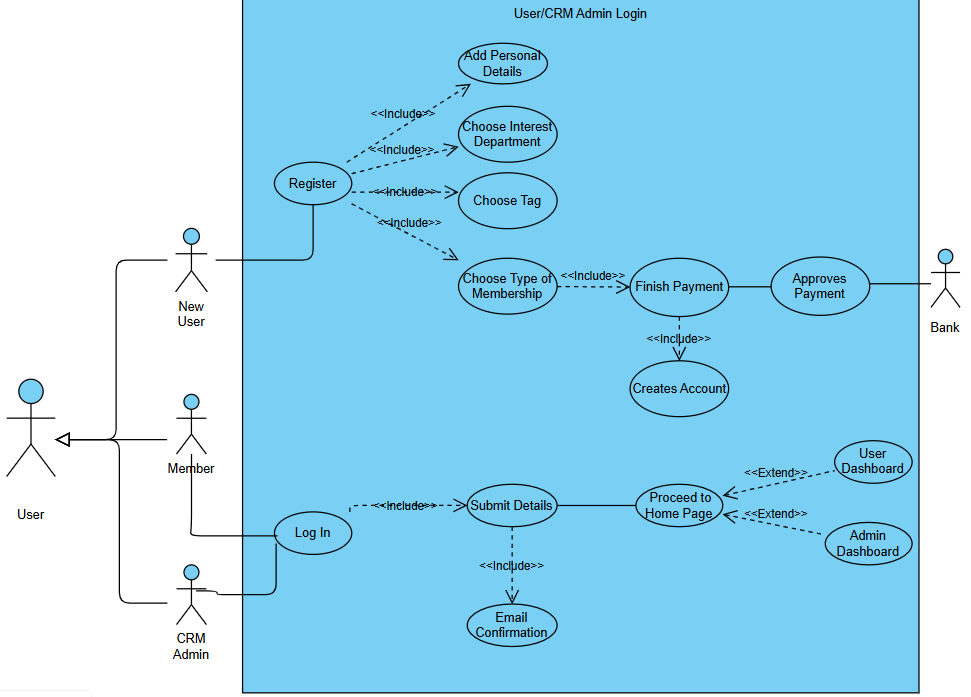 User/CRM Admin Login
Add Personal
Details
<<Include>>
Choose Interest
Department
<<Include>>
Register
<<Include>>
Choose Tag
<<Include>>
Choose Type of
Membership
<<Include>>
Finish Payment
Approves
Payment
New
User
Bank
<<Include>>
Creates Account
User
Dashboard
Member
<<Extend>>
User
<<Include>>
Submit Details
Proceed to
Home Page
<<Extend>>
Log In
Admin
Dashboard
<<Include>>
Email
Confirmation
CRM
Admin